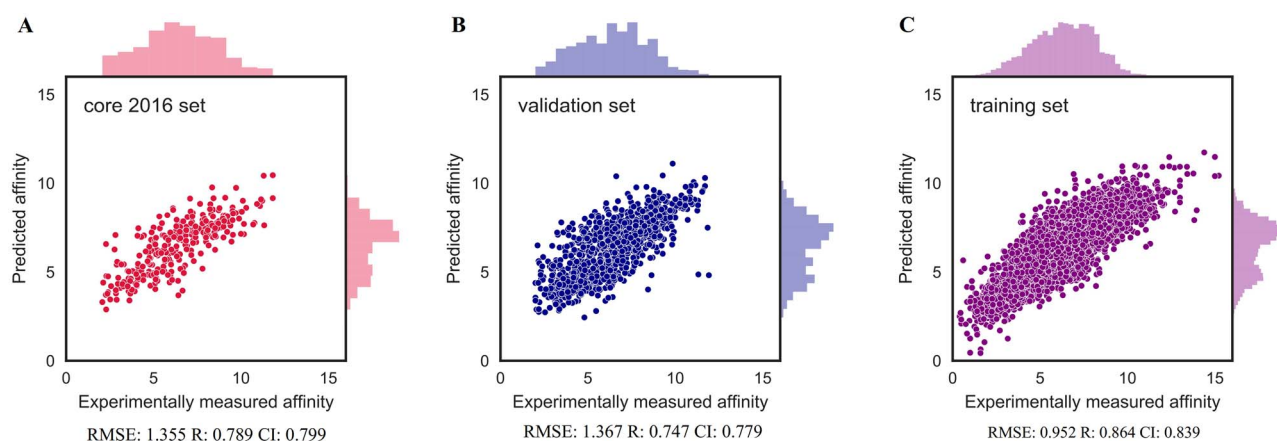 A
core 2016 set
15
10
5
0
Predicted affinity
0 5 10 15
Experimentally measured affinity
RMSE: 1.355 R: 0.789 CI: 0.799
B
validation set
15
10
5
0
Predicted affinity
0 5 10 15
Experimentally measured affinity
RMSE: 1.367 R: 0.747 CI: 0.779
C
training set
15
10
5
0
Predicted affinity
0 5 10 15
Experimentally measured affinity
RMSE: 0.952 R: 0.864 CI: 0.839